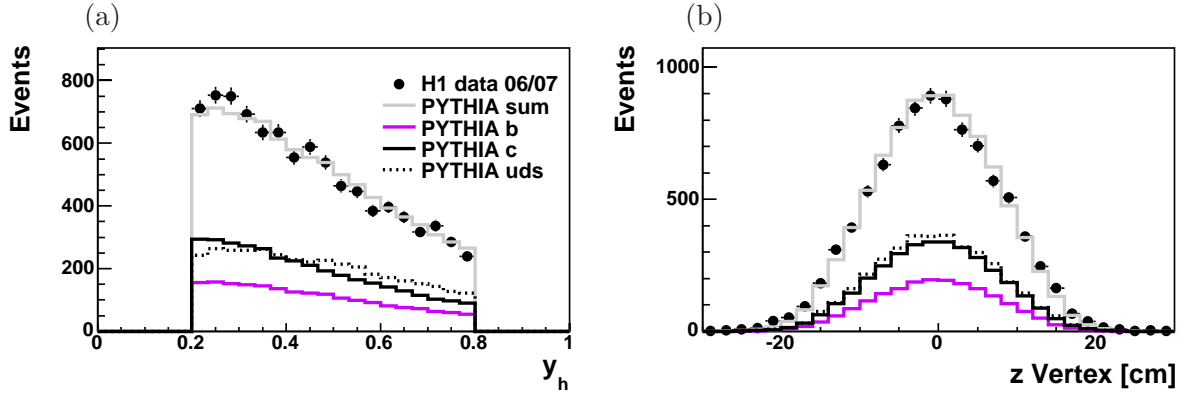 (a)
Events
800
600
400
200
0
0
0.2
0.4
0.6
0.8
1
y_h
H1 data 06/07
PYTHIA sum
PYTHIA b
PYTHIA c
PYTHIA uds
(b)
Events
1000
500
0
-20
0
20
z Vertex [cm]